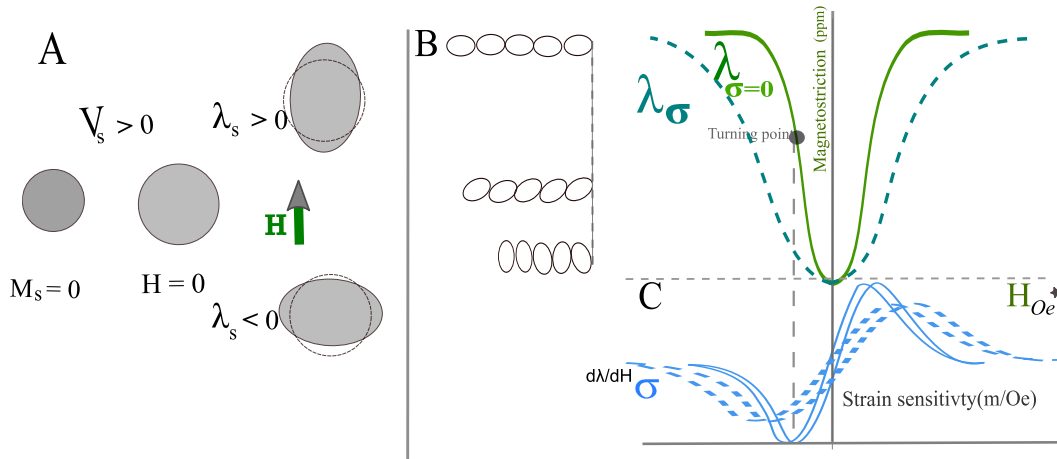 A
V_s > 0
λ_s > 0
H
M_s = 0
H = 0
λ_s < 0
B
λ_σ=0
λ_σ
Turning point
Magnetostriction (ppm)
C
H_Oe
dλ/dH
σ
Strain sensitivty(m/Oe)